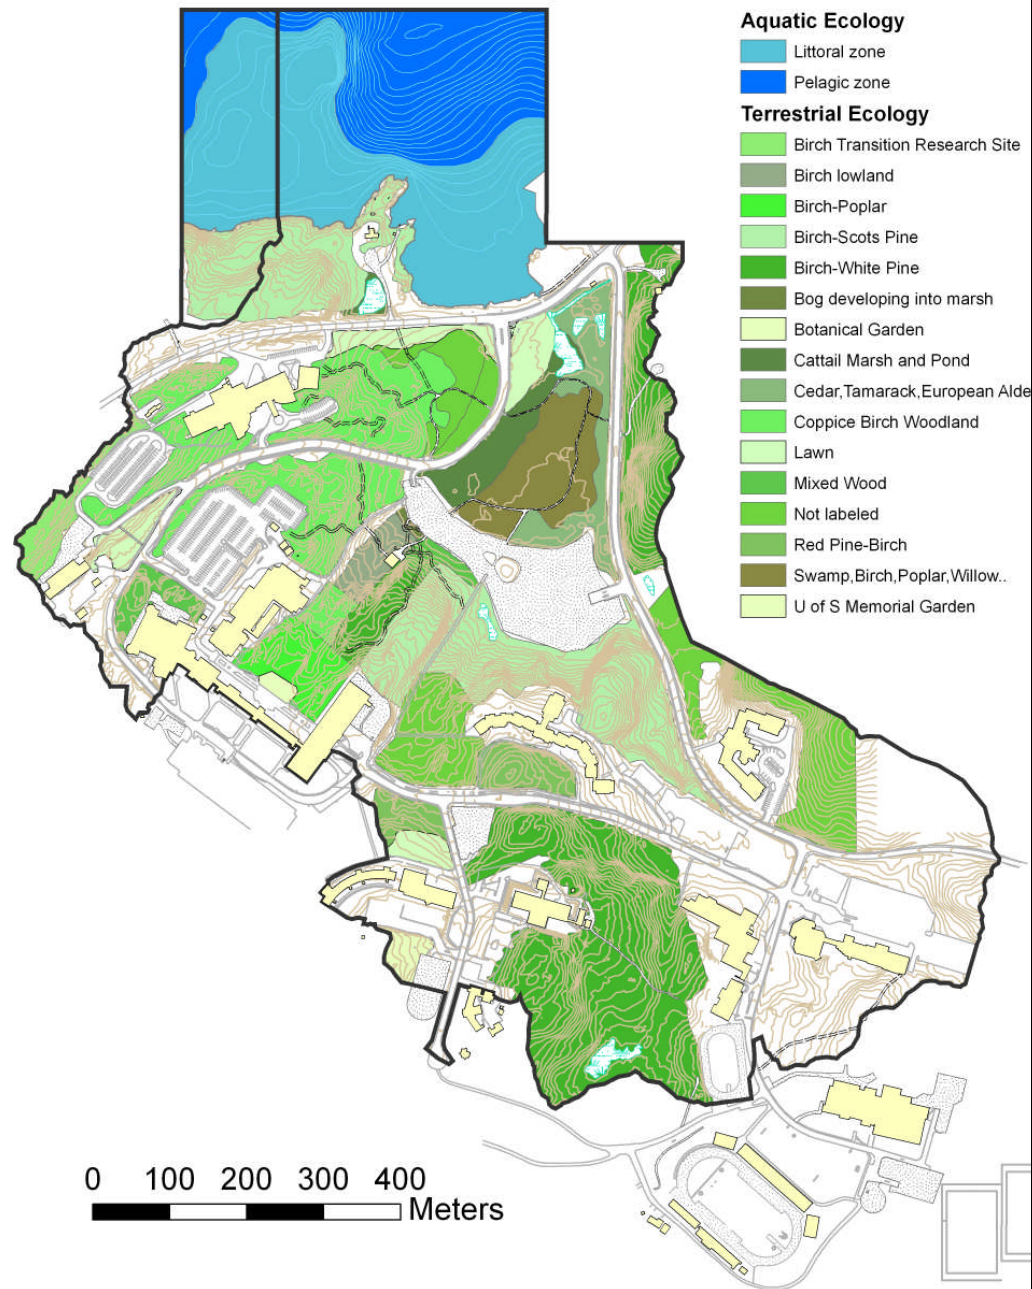 Aquatic Ecology
Littoral zone
Pelagic zone
Terrestrial Ecology
Birch Transition Research Site
Birch lowland
Birch-Poplar
Birch-Scots Pine
Birch-White Pine
Bog developing into marsh
Botanical Garden
Cattail Marsh and Pond
Cedar,Tamarack,European Alde
Coppice Birch Woodland
Lawn
Mixed Wood
Not labeled
Red Pine-Birch
Swamp,Birch,Poplar,Willow..
U of S Memorial Garden
0 100 200 300 400
Meters